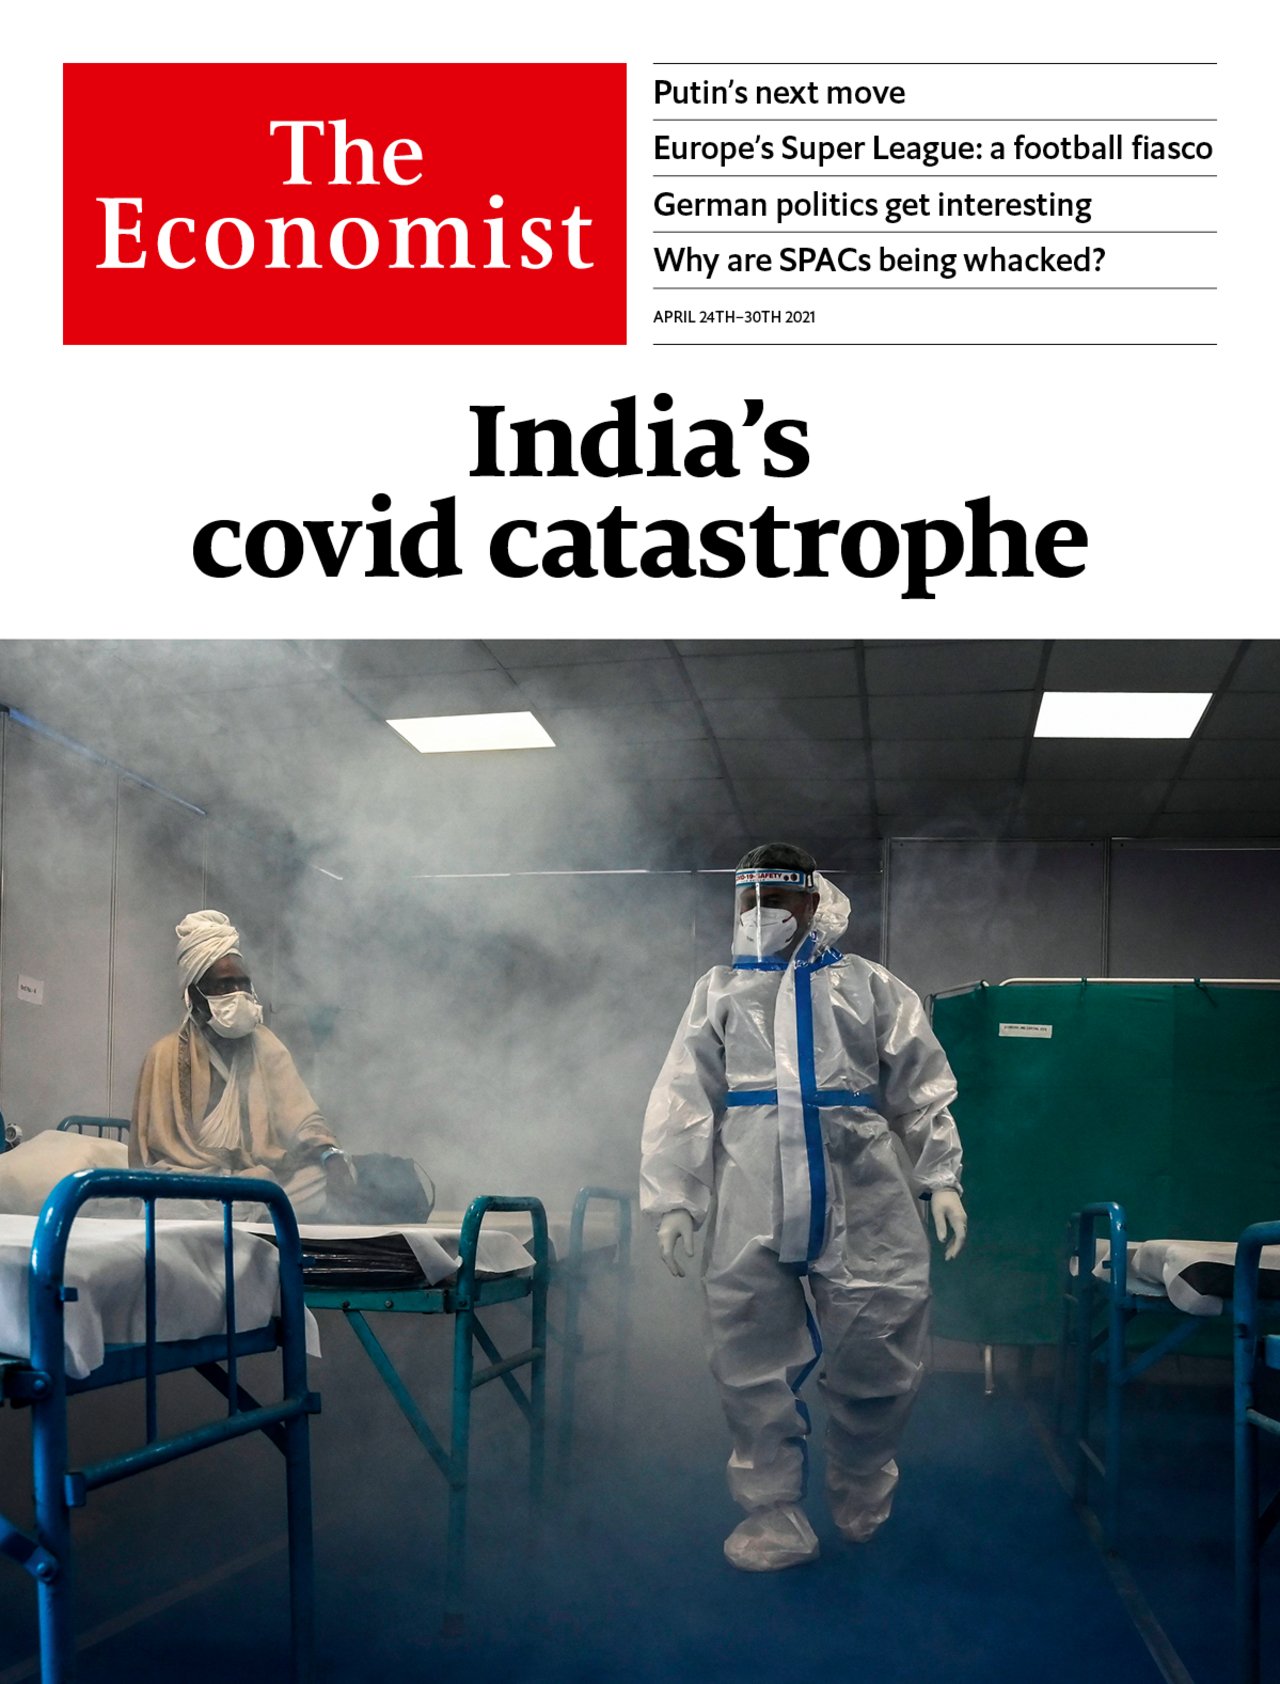 The
Economist
Putin’s next move
Europe’s Super League: a football fiasco
German politics get interesting
Why are SPACs being whacked?
APRIL 24TH–30TH 2021
India’s
covid catastrophe
SAFETY